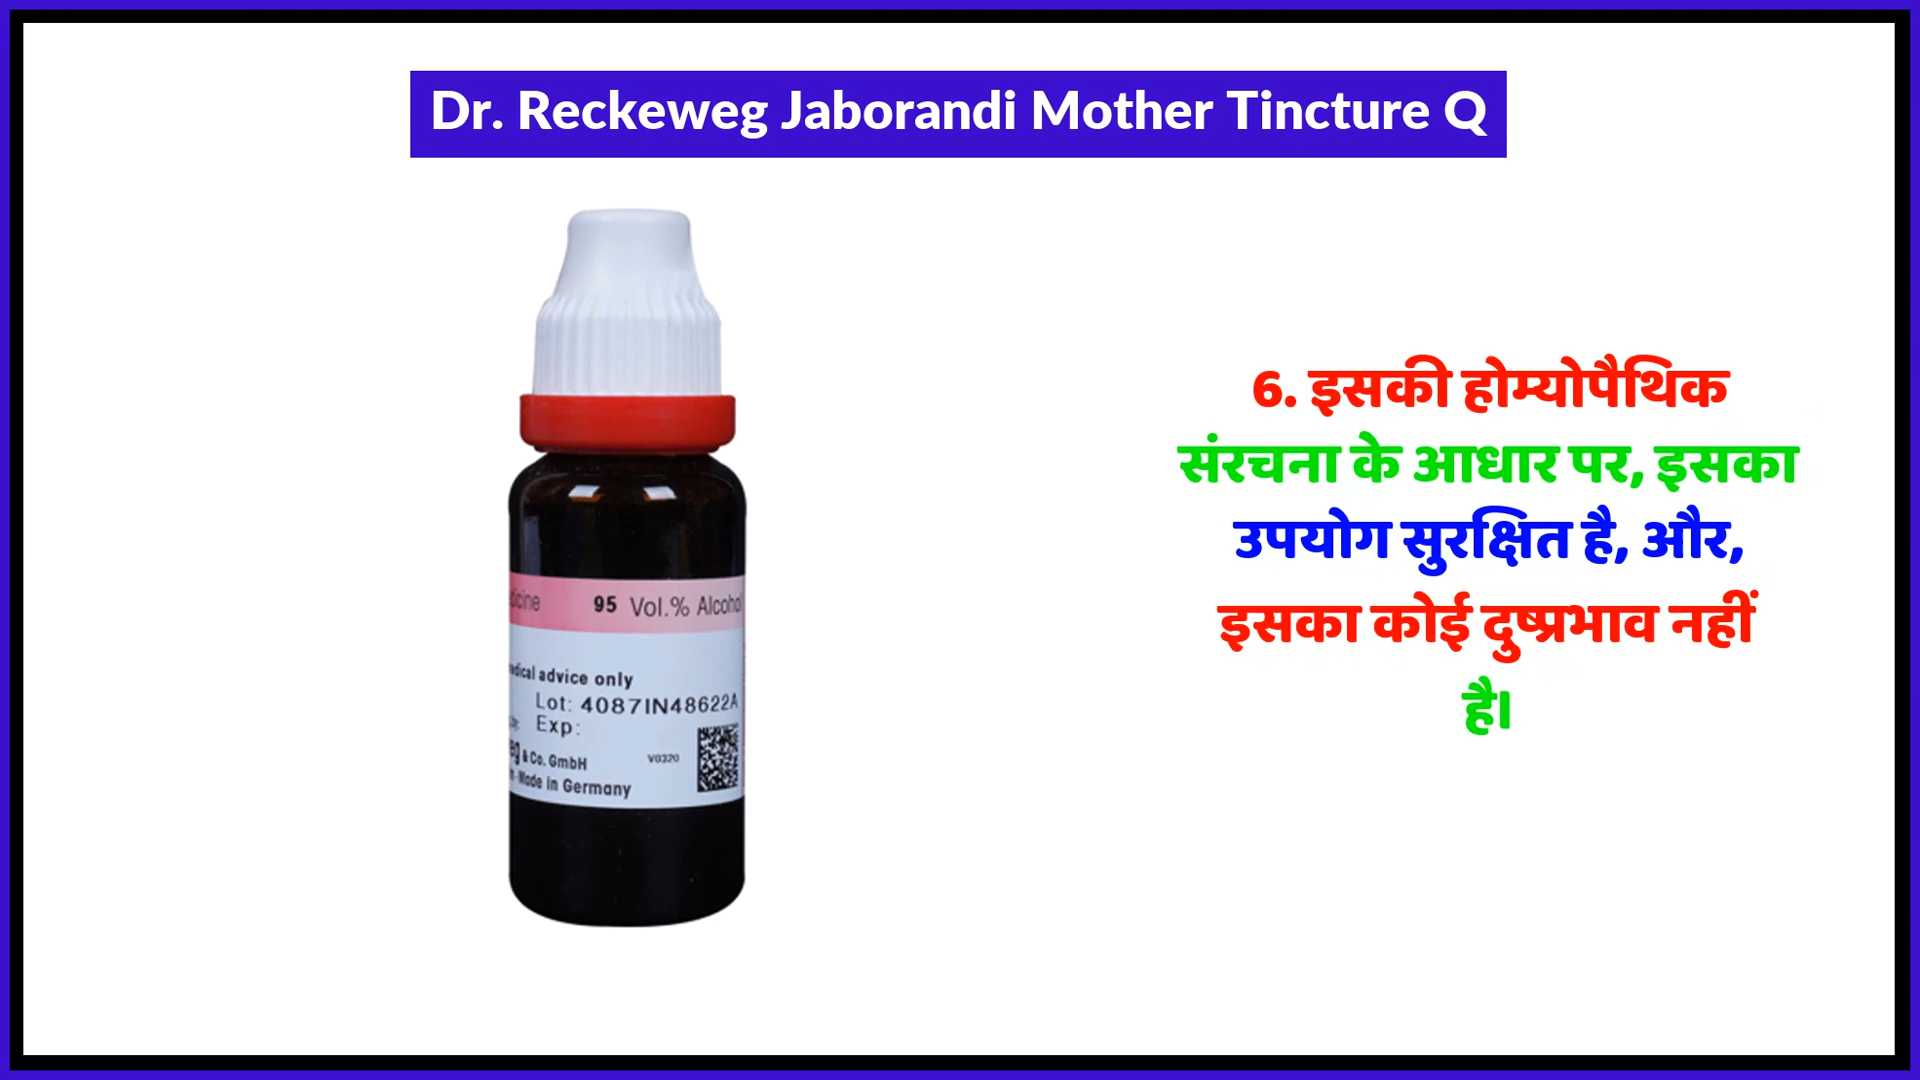 Dr. Reckeweg Jaborandi Mother Tincture Q
95 Vol.% Alcohol
medical advice only
Lot: 4087IN48622A
Exp:
& Co. GmbH
V0320
Made in Germany
6. इसकी होम्योपैथिक
संरचना के आधार पर, इसका
उपयोग सुरक्षित है, और,
इसका कोई दुष्प्रभाव नहीं
है।